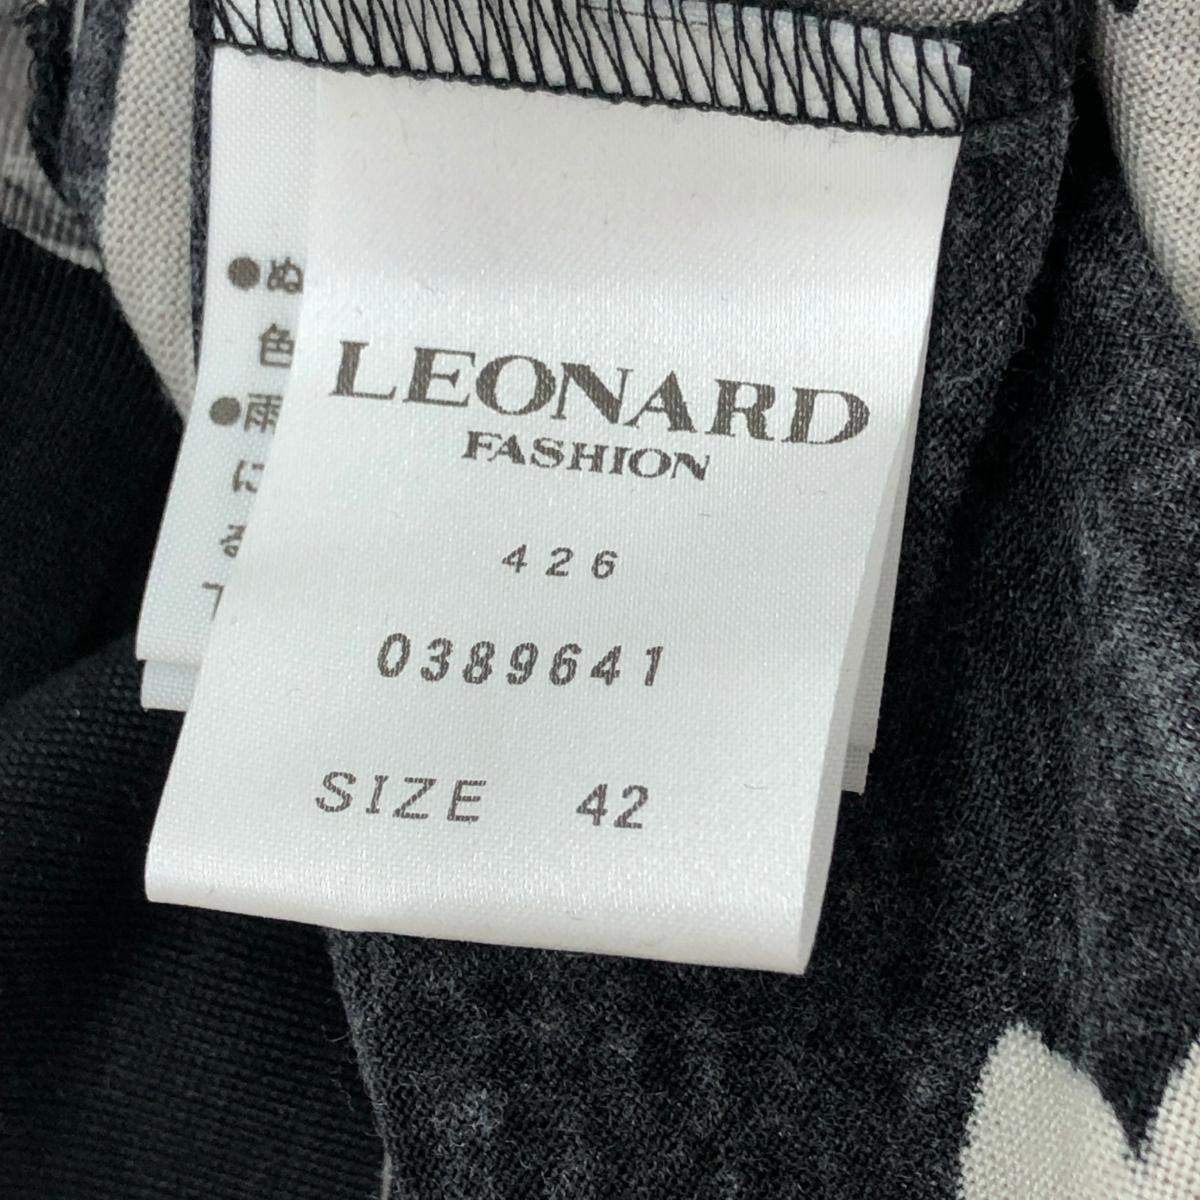 LEONARD
FASHION
426
0389641
SIZE 42
●ぬ
色
●雨
に